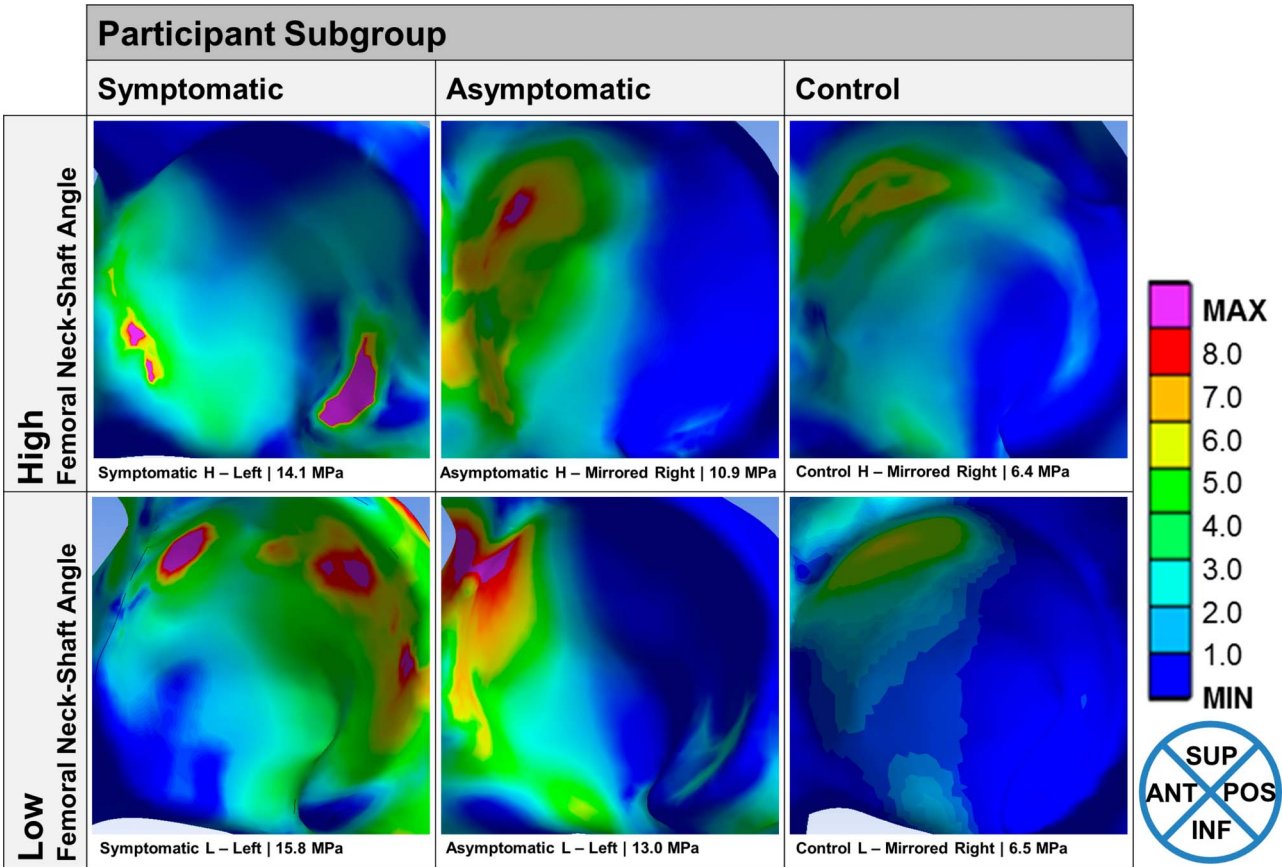 Participant Subgroup
Symptomatic
Asymptomatic
Control
High
Femoral Neck-Shaft Angle
Symptomatic H – Left | 14.1 MPa
Asymptomatic H – Mirrored Right | 10.9 MPa
Control H – Mirrored Right | 6.4 MPa
Low
Femoral Neck-Shaft Angle
Symptomatic L – Left | 15.8 MPa
Asymptomatic L – Left | 13.0 MPa
Control L – Mirrored Right | 6.5 MPa
MAX
8.0
7.0
6.0
5.0
4.0
3.0
2.0
1.0
MIN
SUP
ANT POS
INF